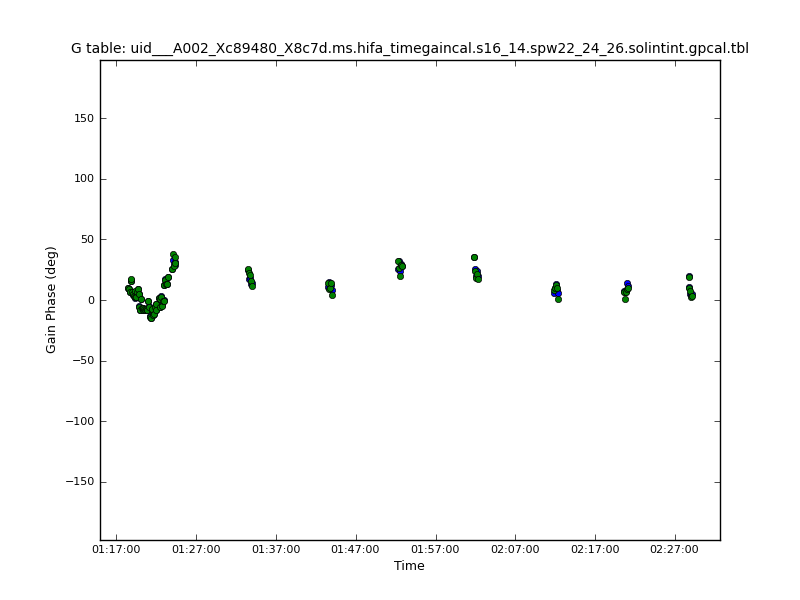 G table: uid___A002_Xc89480_X8c7d.ms.hifa_timegaincal.s16_14.spw22_24_26.solintint.gpcal.tbl
Gain Phase (deg)
150
100
50
0
−50
−100
−150
01:17:00 01:27:00 01:37:00 01:47:00 01:57:00 02:07:00 02:17:00 02:27:00
Time